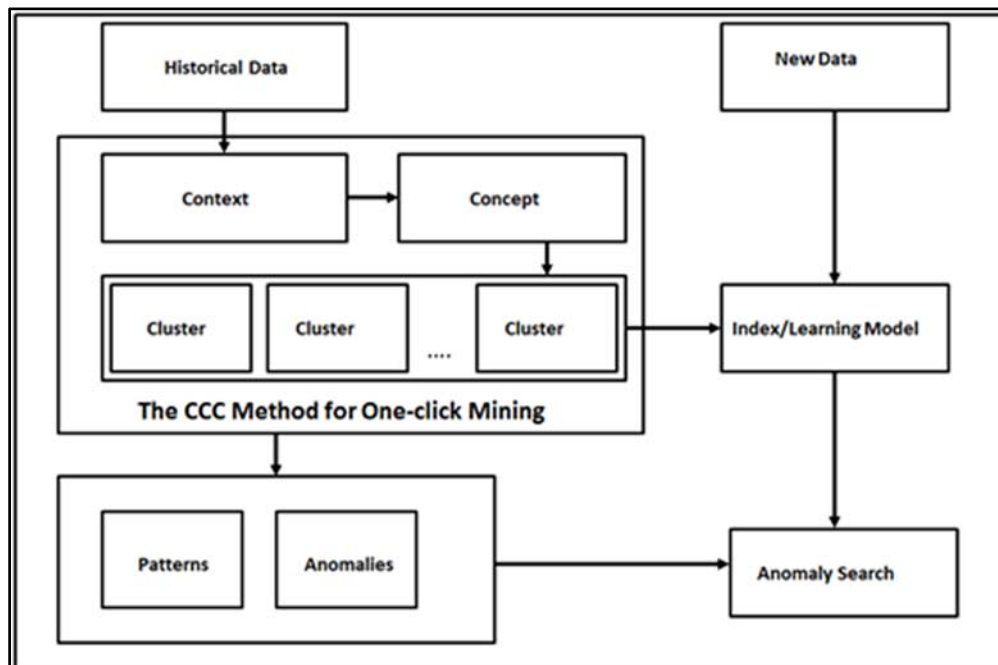 Historical Data
New Data
Context
Concept
Cluster
Cluster
....
Cluster
Index/Learning Model
The CCC Method for One-click Mining
Patterns
Anomalies
Anomaly Search